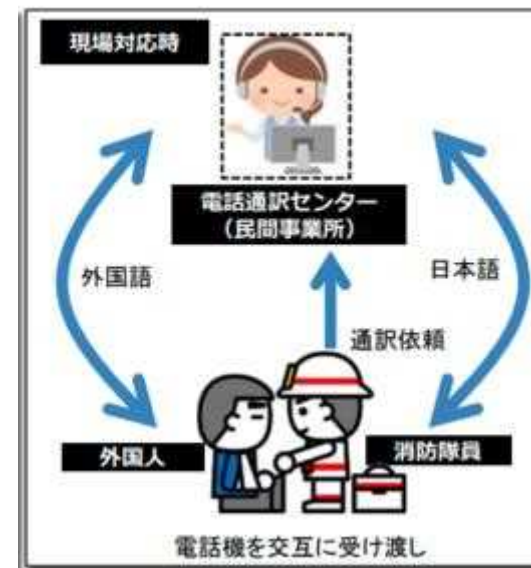 現場対応時
電話通訳センター
（民間事業所）
外国語
日本語
通訳依頼
外国人
消防隊員
電話機を交互に受け渡し